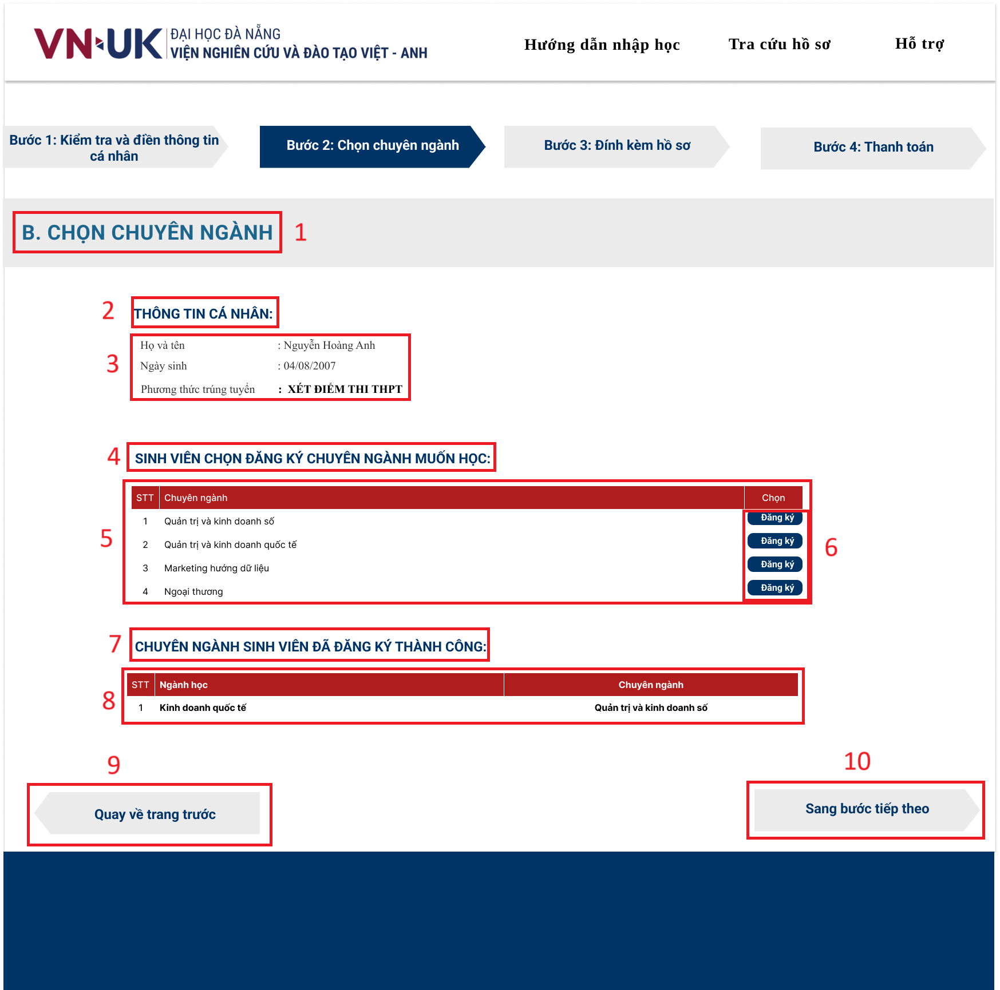 VN-UK
ĐẠI HỌC ĐÀ NẴNG
VIỆN NGHIÊN CỨU VÀ ĐÀO TẠO VIỆT - ANH
Hướng dẫn nhập học
Tra cứu hồ sơ
Hỗ trợ
Bước 1: Kiểm tra và điền thông tin
cá nhân
Bước 2: Chọn chuyên ngành
Bước 3: Đính kèm hồ sơ
Bước 4: Thanh toán
B. CHỌN CHUYÊN NGÀNH 1
2 THÔNG TIN CÁ NHÂN:
3
Họ và tên : Nguyễn Hoàng Anh
Ngày sinh : 04/08/2007
Phương thức trúng tuyển : XÉT ĐIỂM THI THPT
4 SINH VIÊN CHỌN ĐĂNG KÝ CHUYÊN NGÀNH MUỐN HỌC:
5
STT Chuyên ngành Chọn
1 Quản trị và kinh doanh số Đăng ký
2 Quản trị và kinh doanh quốc tế Đăng ký
3 Marketing hướng dữ liệu Đăng ký
4 Ngoại thương Đăng ký
6
7 CHUYÊN NGÀNH SINH VIÊN ĐÃ ĐĂNG KÝ THÀNH CÔNG:
8
STT Ngành học Chuyên ngành
1 Kinh doanh quốc tế Quản trị và kinh doanh số
9
Quay về trang trước
10
Sang bước tiếp theo